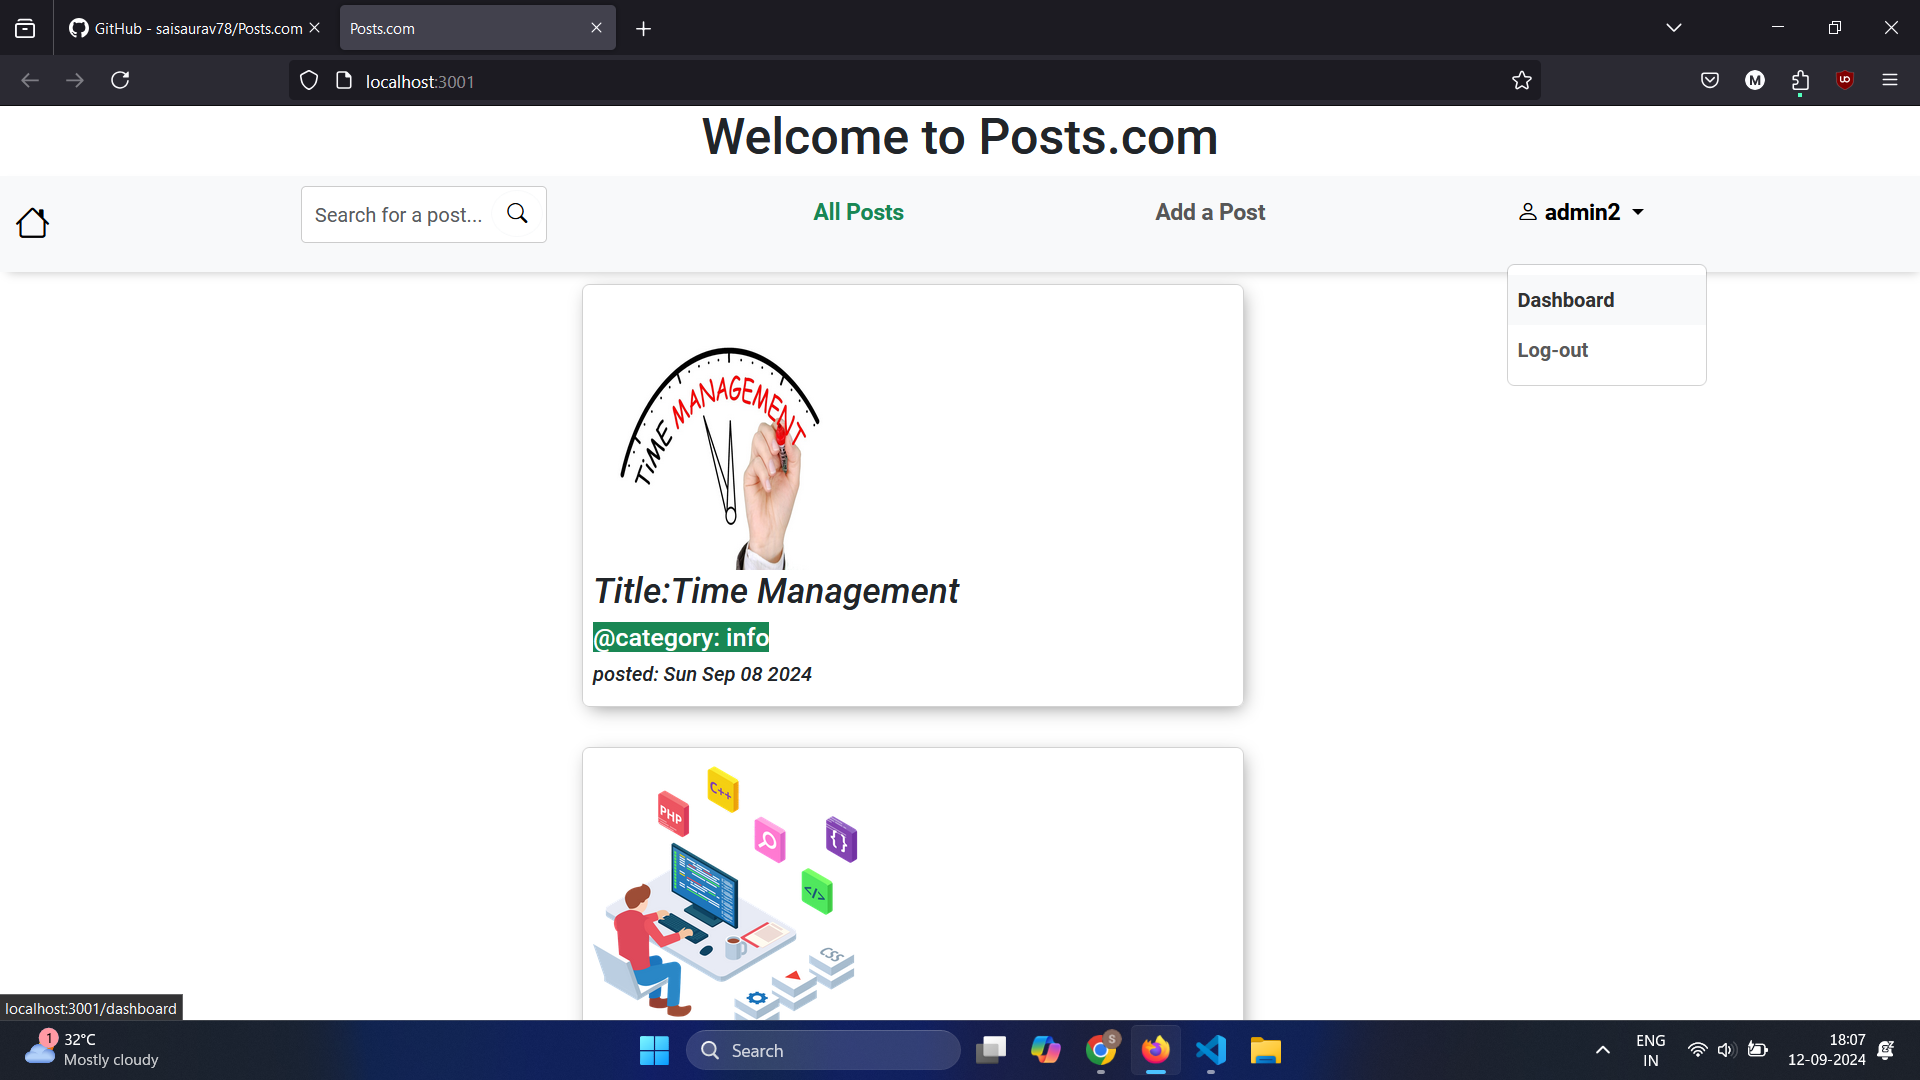 GitHub - saisaurav78/Posts.com
Posts.com
localhost:3001
M
Welcome to Posts.com
Search for a post...
All Posts
Add a Post
admin2
Dashboard
Log-out
TiME MANAGEMENT
Title:Time Management
@category: info
posted: Sun Sep 08 2024
C++
PHP
{}
</>
CSS
localhost:3001/dashboard
1
32°C
Mostly cloudy
Search
S
ENG
IN
18:07
12-09-2024